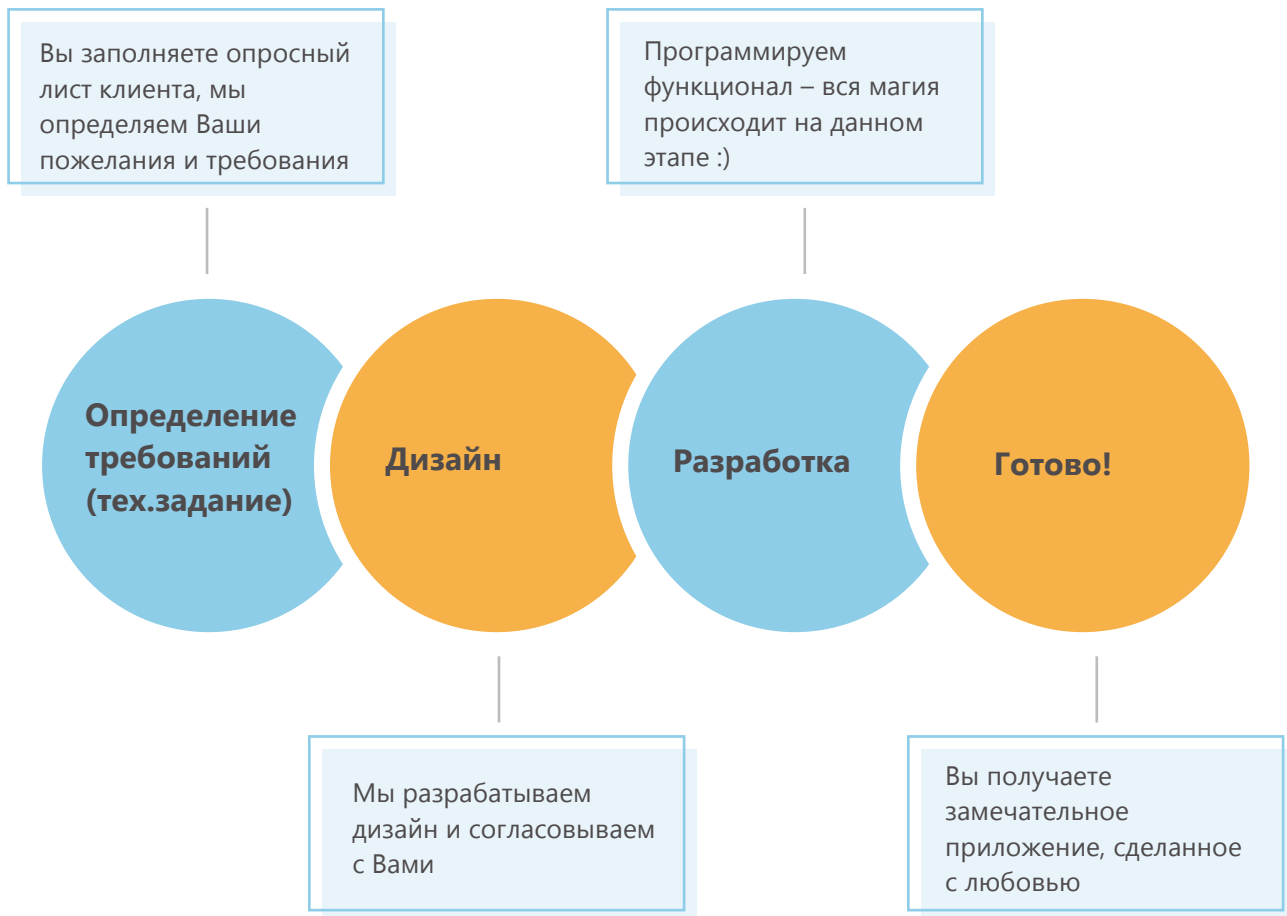 Вы заполняете опросный
лист клиента, мы
определяем Ваши
пожелания и требования
Программируем
функционал – вся магия
происходит на данном
этапе :)
Определение
требований
(тех.задание)
Дизайн
Разработка
Готово!
Мы разрабатываем
дизайн и согласовываем
с Вами
Вы получаете
замечательное
приложение, сделанное
с любовью